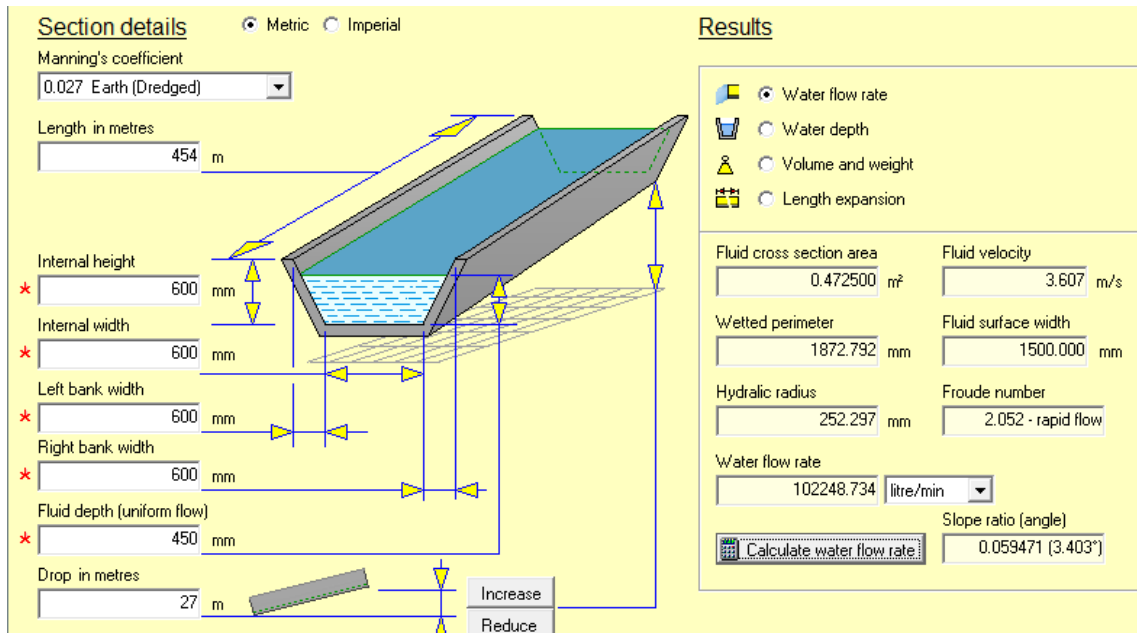 Section details
Metric Imperial
Manning's coefficient
0.027 Earth (Dredged)
Length in metres
454 m
Internal height
* 600 mm
Internal width
* 600 mm
Left bank width
* 600 mm
Right bank width
* 600 mm
Fluid depth (uniform flow)
* 450 mm
Drop in metres
27 m
Increase
Reduce
Results
Water flow rate
Water depth
Volume and weight
Length expansion
Fluid cross section area
0.472500 m²
Fluid velocity
3.607 m/s
Wetted perimeter
1872.792 mm
Fluid surface width
1500.000 mm
Hydralic radius
252.297 mm
Froude number
2.052 - rapid flow
Water flow rate
102248.734 litre/min
Calculate water flow rate
Slope ratio (angle)
0.059471 (3.403°)